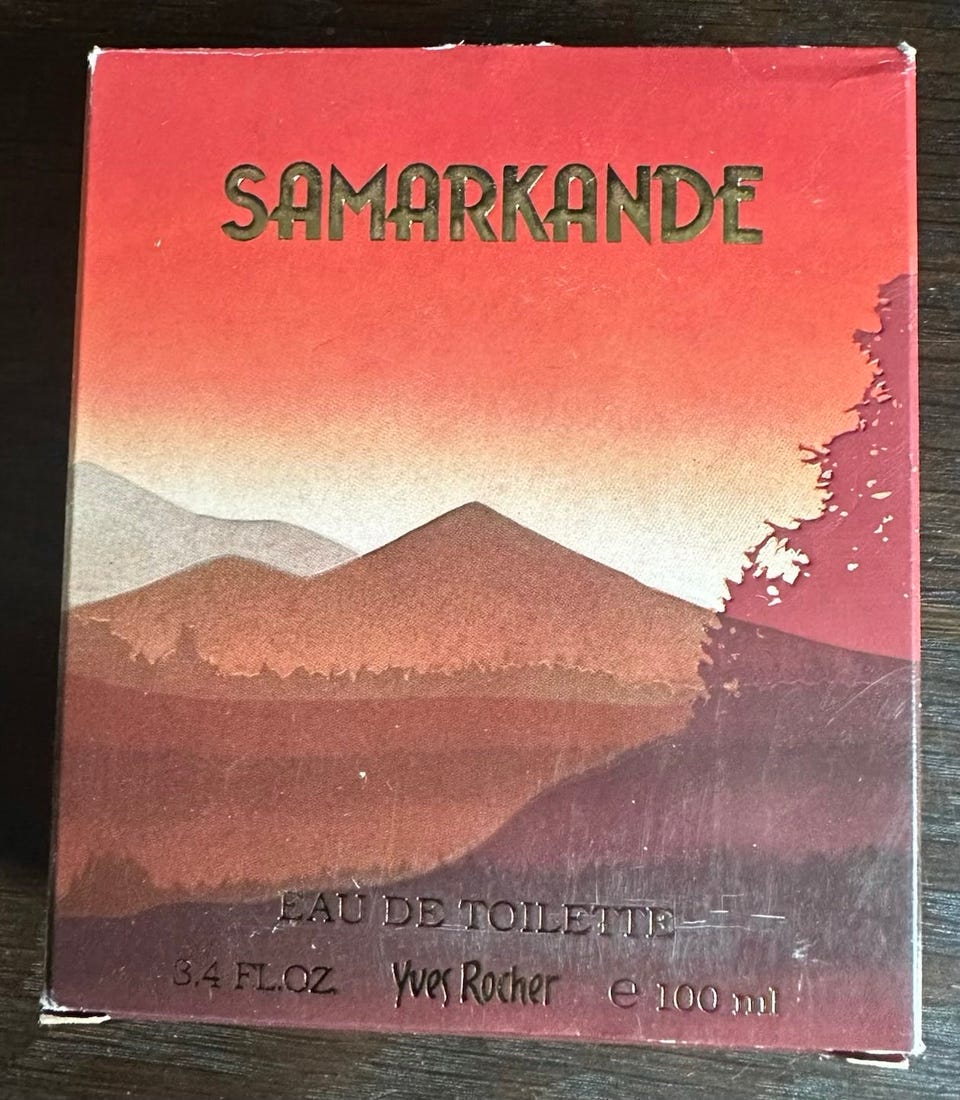 SAMARKANDE
EAU DE TOILETTE
3.4 FL.OZ. Yves Rocher e 100 ml